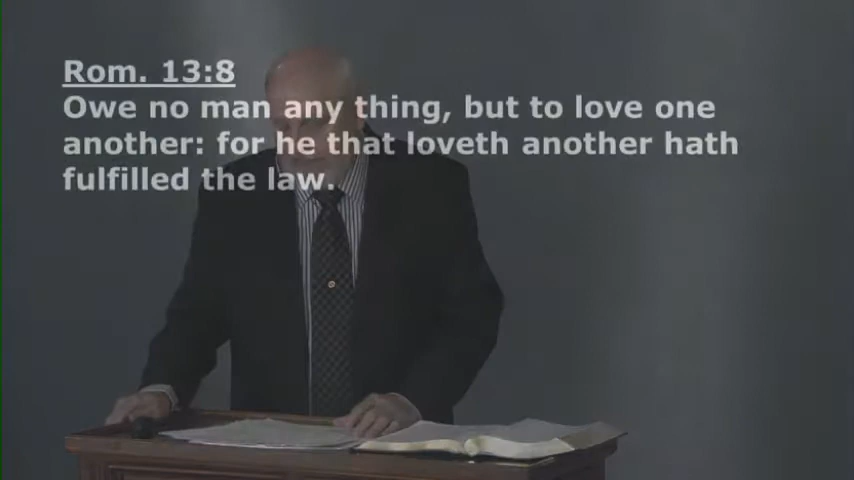 Rom. 13:8
Owe no man any thing, but to love one
another: for he that loveth another hath
fulfilled the law.